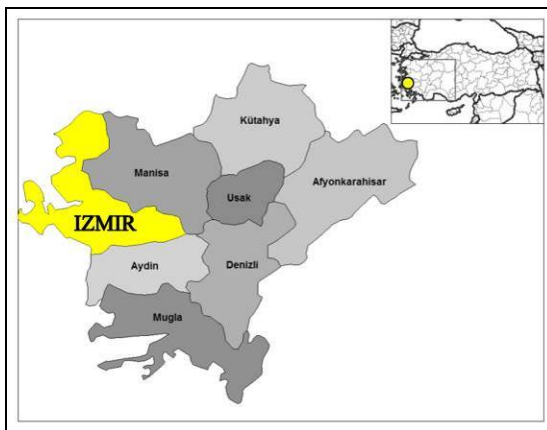 Kütahya
Manisa
Afyonkarahisar
Usak
IZMIR
Aydin
Denizli
Mugla